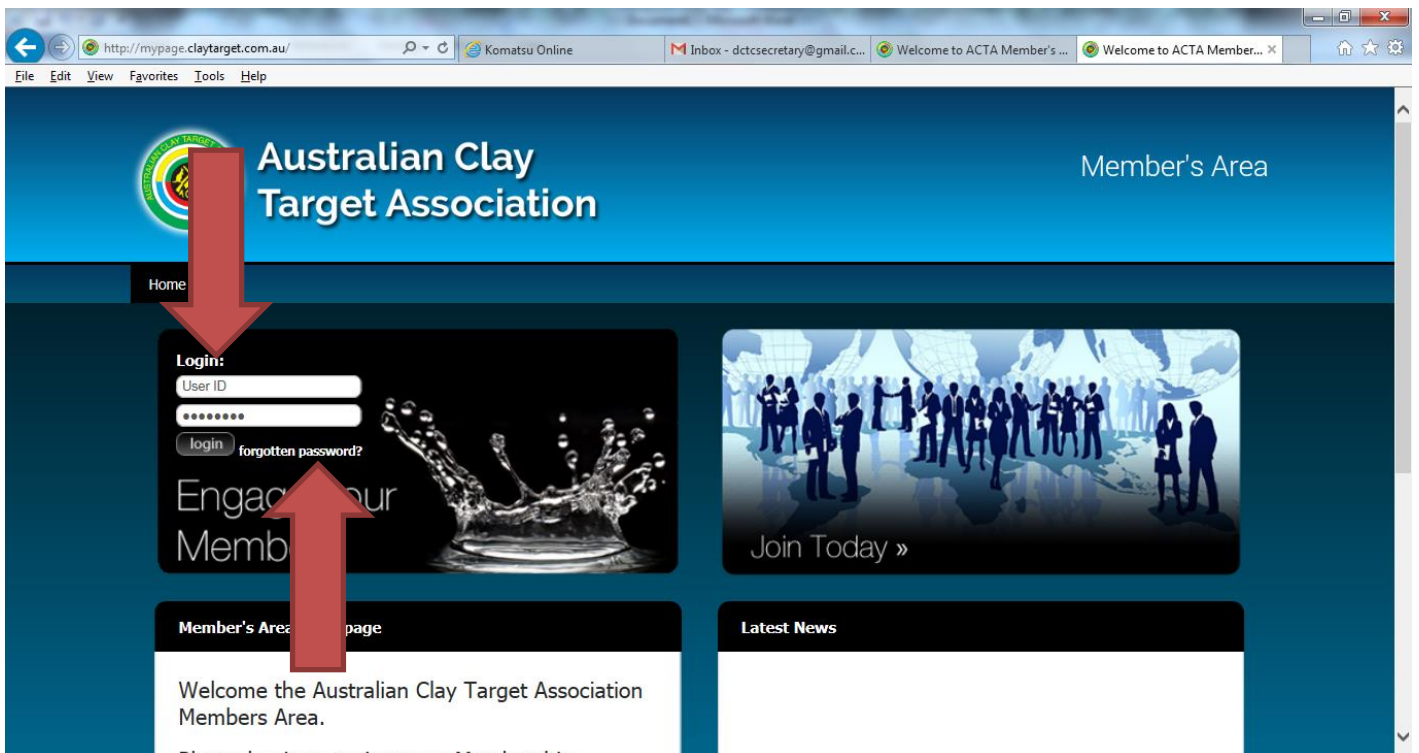 http://mypage.claytarget.com.au/
Komatsu Online
Inbox - dctcsecretary@gmail.c...
Welcome to ACTA Member's ...
Welcome to ACTA Member...
File Edit View Favorites Tools Help
Australian Clay
Target Association
Member's Area
Home
Login:
User ID
login
forgotten password?
Engag ur
Memb
Join Today »
Member's Area page
Latest News
Welcome the Australian Clay Target Association
Members Area.